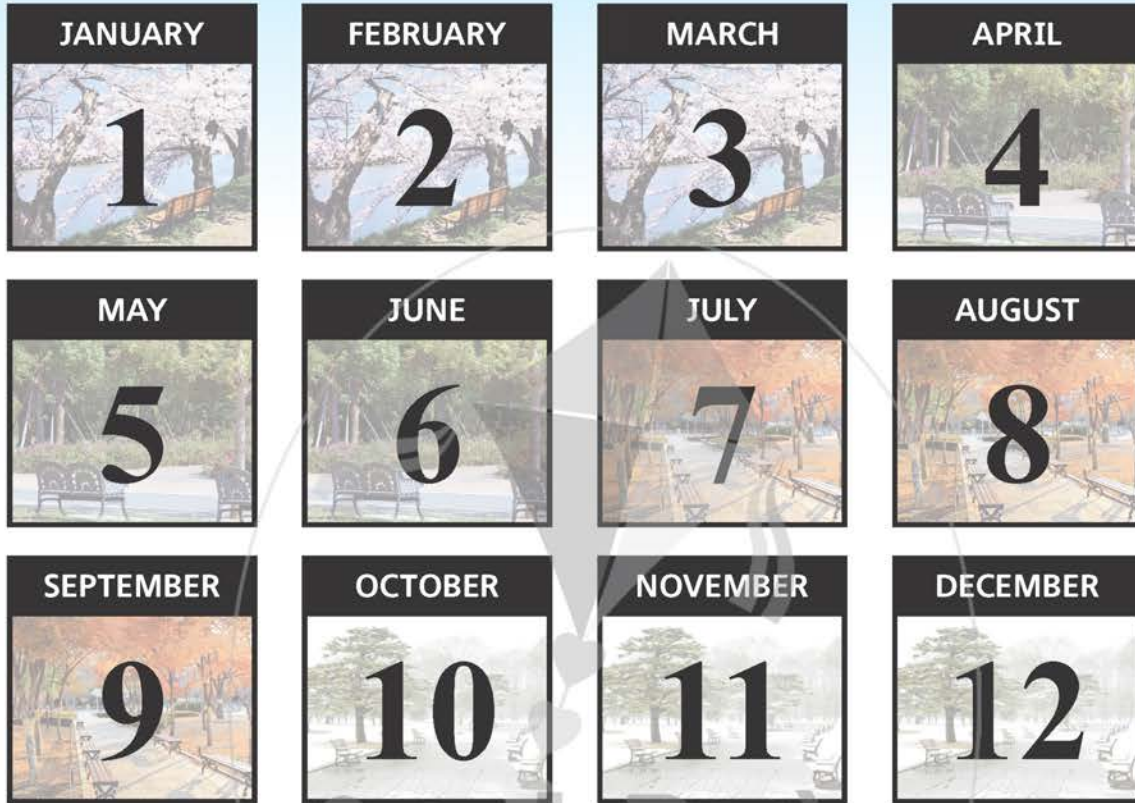 JANUARY FEBRUARY MARCH APRIL
1 2 3 4
MAY JUNE JULY AUGUST
5 6 7 8
SEPTEMBER OCTOBER NOVEMBER DECEMBER
9 10 11 12